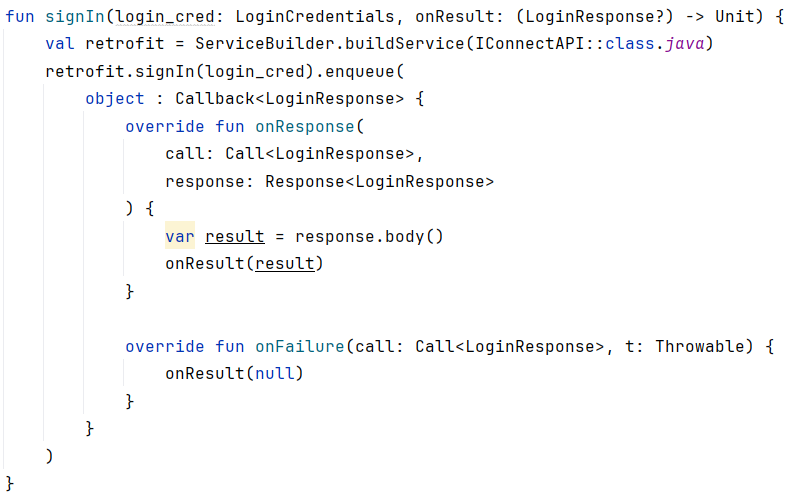 fun signIn(login_cred: LoginCredentials, onResult: (LoginResponse?) -> Unit) {
    val retrofit = ServiceBuilder.buildService(IConnectAPI::class.java)
    retrofit.signIn(login_cred).enqueue(
        object : Callback<LoginResponse> {
            override fun onResponse(
                call: Call<LoginResponse>,
                response: Response<LoginResponse>
            ) {
                var result = response.body()
                onResult(result)
            }

            override fun onFailure(call: Call<LoginResponse>, t: Throwable) {
                onResult(null)
            }
        }
    )
}